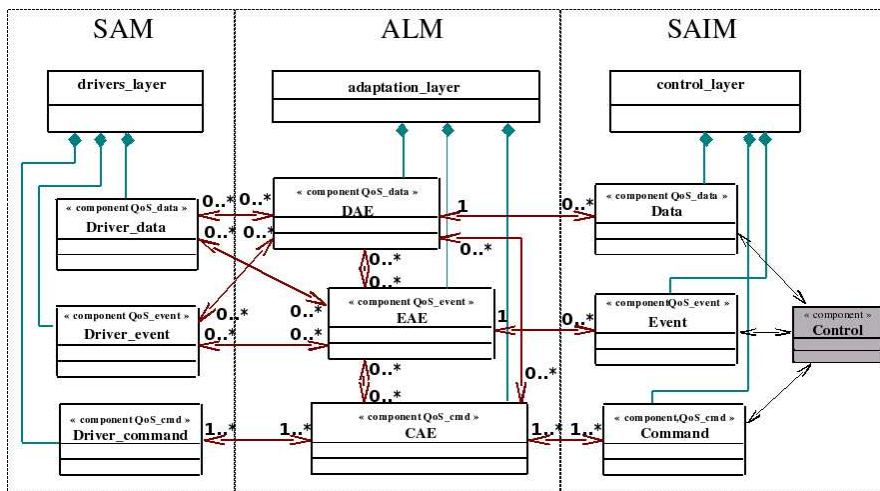 SAM
ALM
SAIM
drivers_layer
adaptation_layer
control_layer
« component QoS_data »
Driver_data
0..*
0..*
« component QoS_data »
DAE
1
0..*
« component QoS_data »
Data
0..*
0..*
0..*
0..*
0..*
« component QoS_event »
Driver_event
0..*
0..*
0..*
0..*
« component QoS_event »
EAE
1
0..*
« componentQoS_event »
Event
« component »
Control
0..*
0..*
0..*
« component QoS_cmd »
Driver_command
1..*
1..*
« component QoS_cmd »
CAE
1..*
1..*
« component,QoS_cmd »
Command